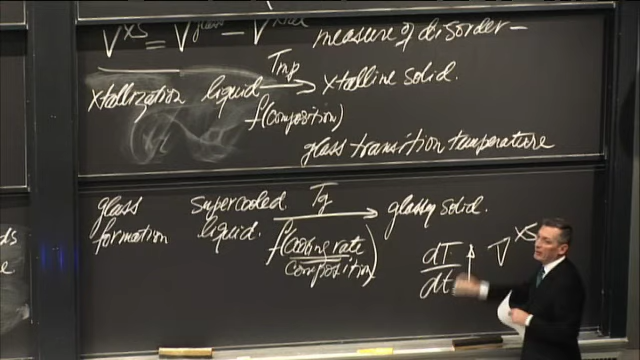 V^XS = V^glass - V^xtal measure of disorder -
xtallization liquid Tmp → xtalline solid.
f(composition)
glass transition temperature
glass formation supercooled liquid. Tg → glassy solid.
f(cooling rate
composition)
dT/dt ↑ V^XS